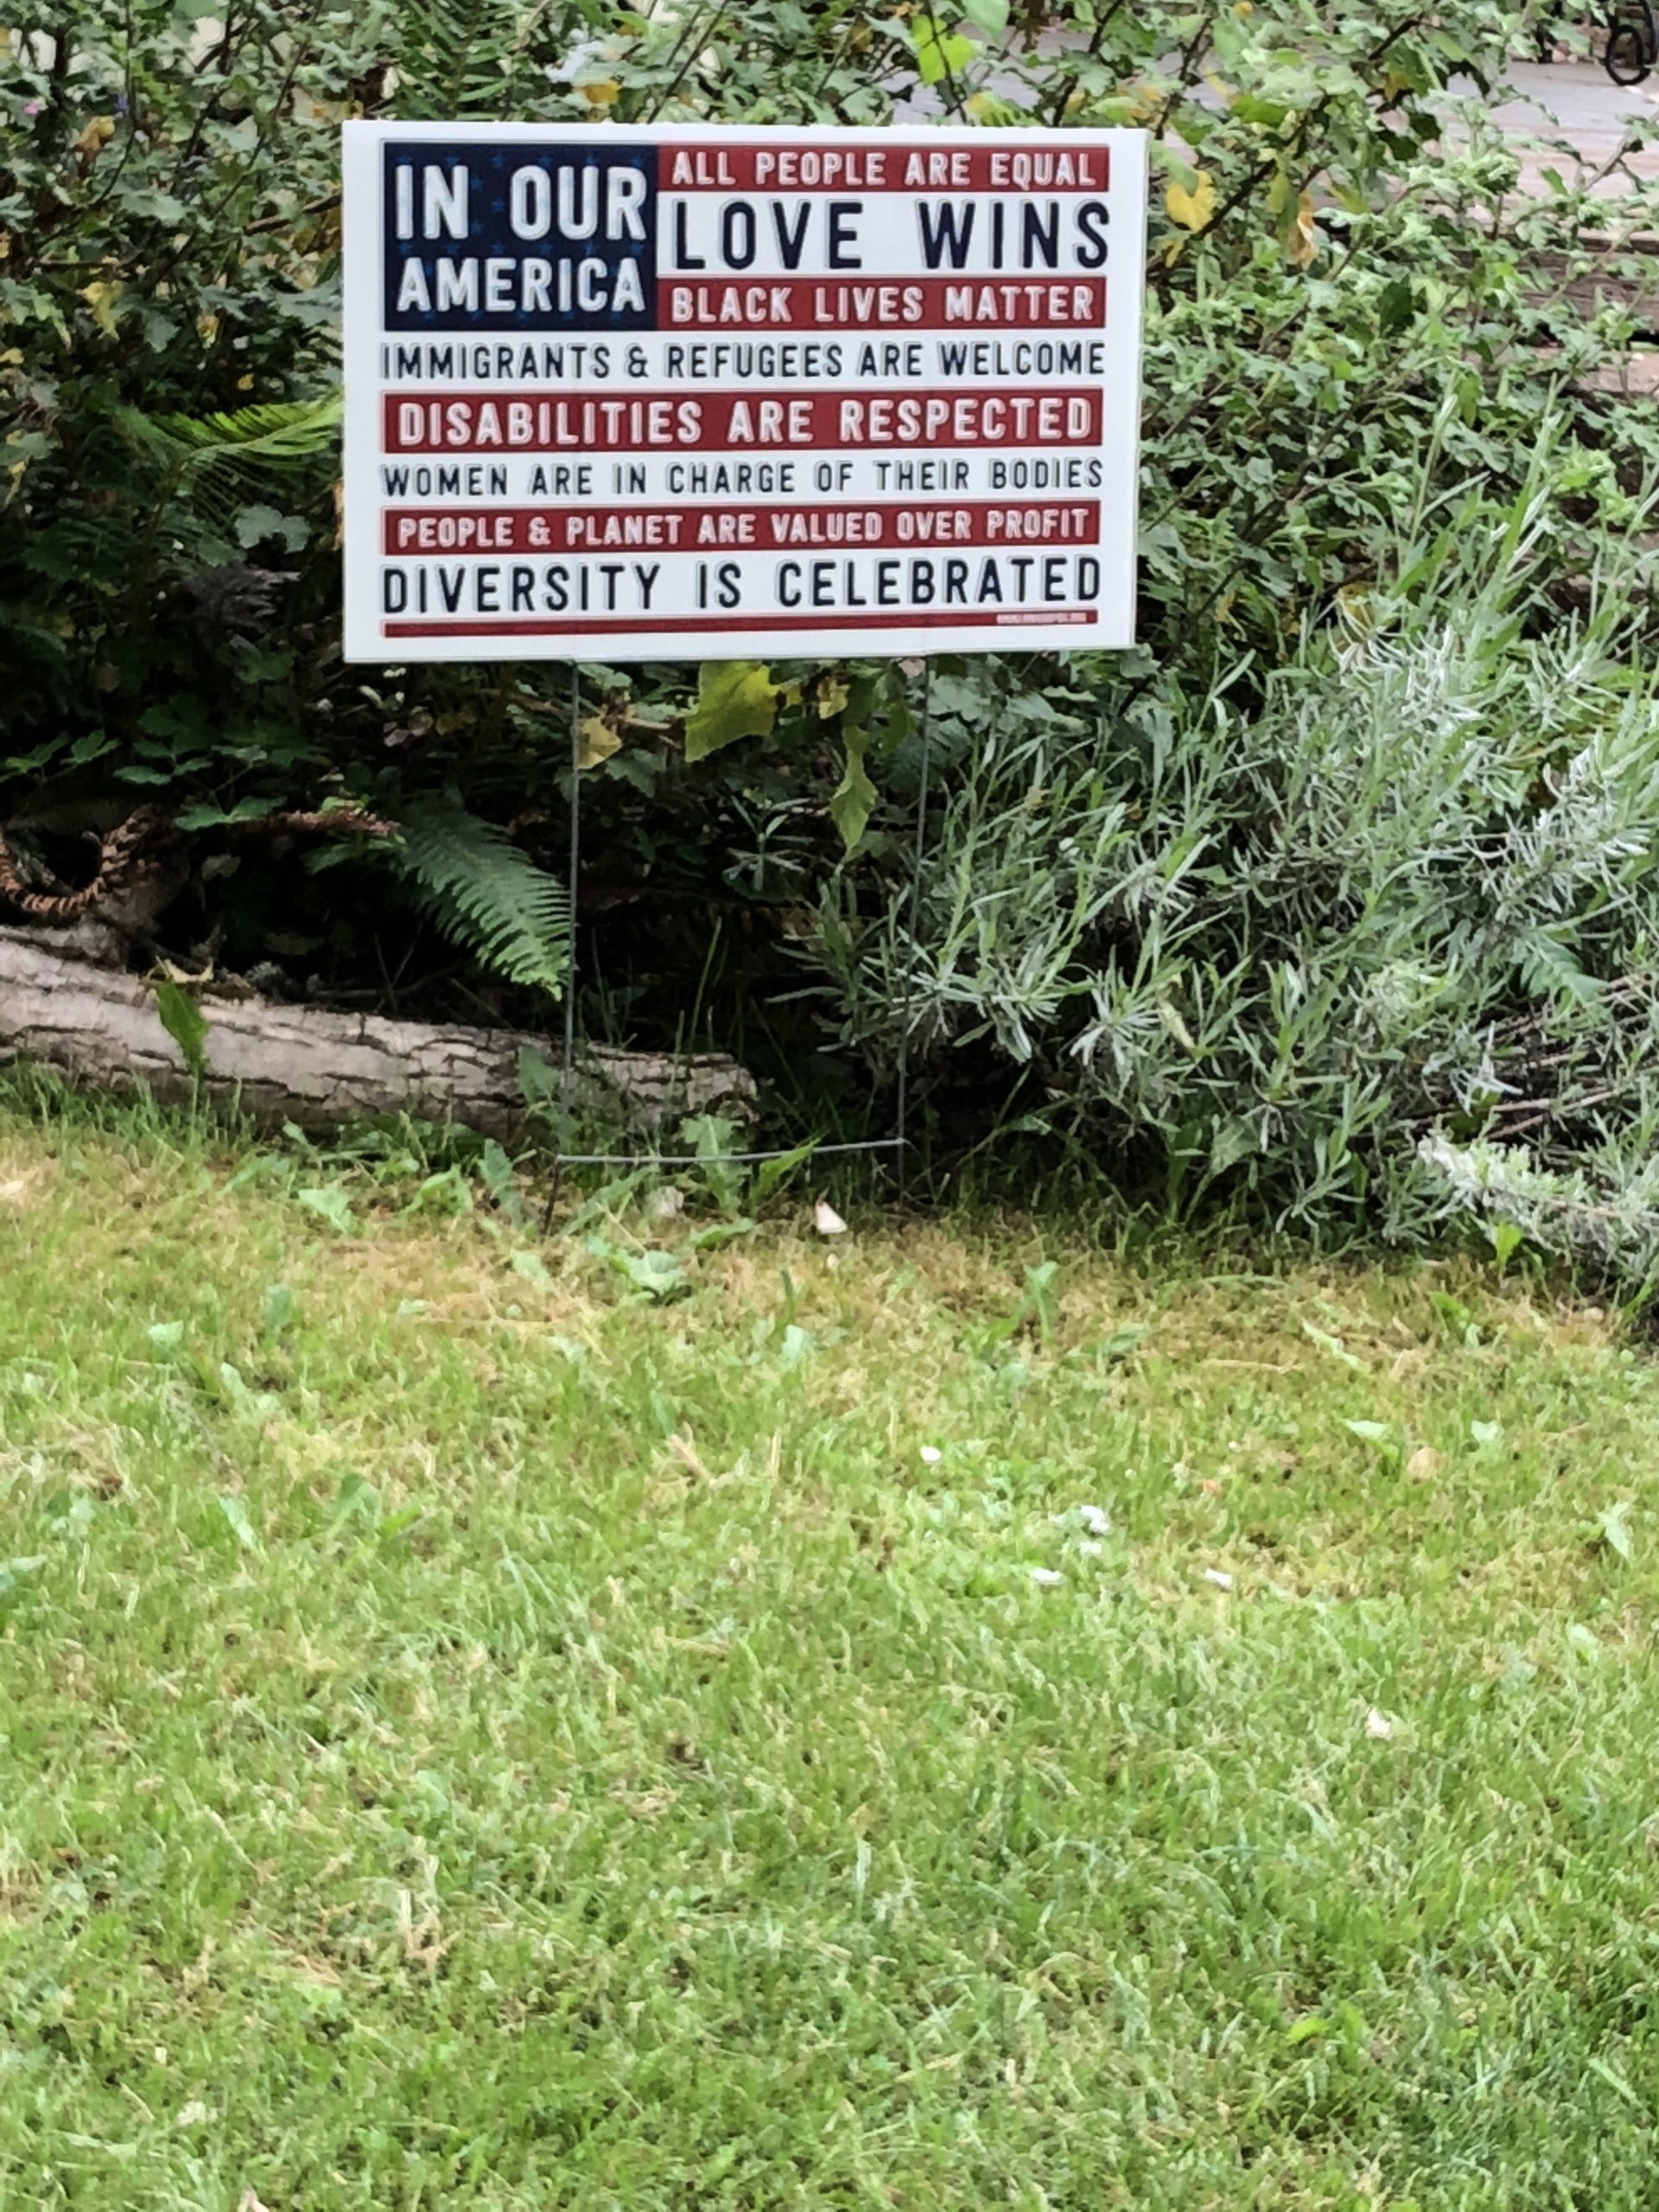 IN OUR
AMERICA
ALL PEOPLE ARE EQUAL
LOVE WINS
BLACK LIVES MATTER
IMMIGRANTS & REFUGEES ARE WELCOME
DISABILITIES ARE RESPECTED
WOMEN ARE IN CHARGE OF THEIR BODIES
PEOPLE & PLANET ARE VALUED OVER PROFIT
DIVERSITY IS CELEBRATED